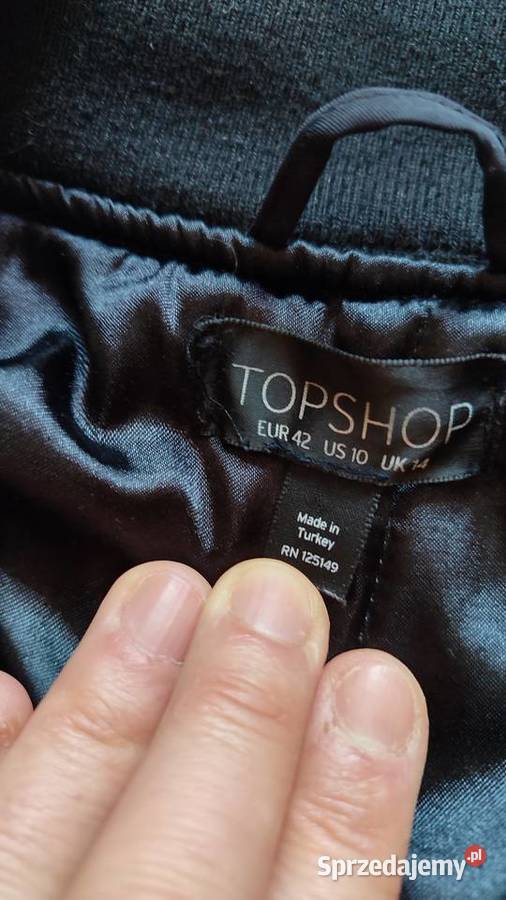 TOPSHOP
EUR 42 US 10 UK 14
Made in
Turkey
RN 125149
Sprzedajemy.pl